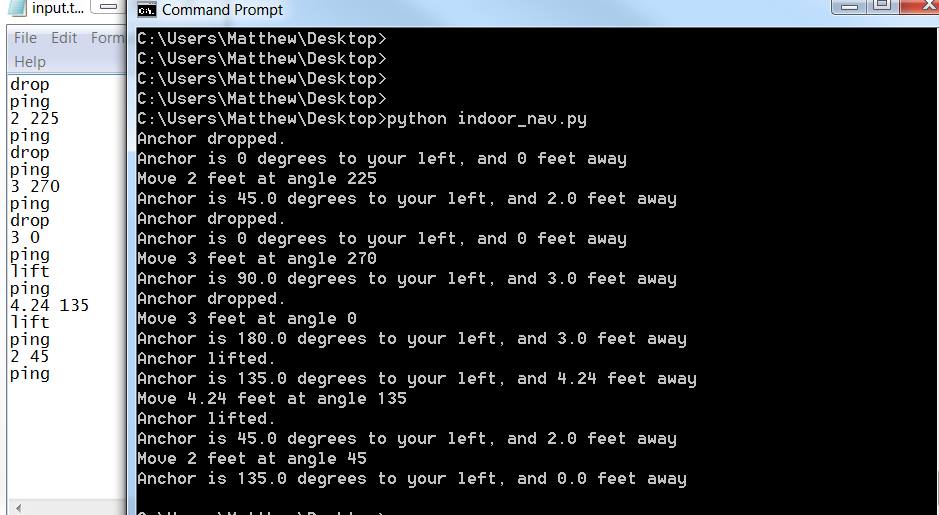 input.t...
File Edit Form
Help
drop
ping
2 225
ping
drop
ping
3 270
ping
drop
3 0
ping
lift
ping
4.24 135
lift
ping
2 45
ping
C:\. Command Prompt
C:\Users\Matthew\Desktop>
C:\Users\Matthew\Desktop>
C:\Users\Matthew\Desktop>
C:\Users\Matthew\Desktop>
C:\Users\Matthew\Desktop>python indoor_nav.py
Anchor dropped.
Anchor is 0 degrees to your left, and 0 feet away
Move 2 feet at angle 225
Anchor is 45.0 degrees to your left, and 2.0 feet away
Anchor dropped.
Anchor is 0 degrees to your left, and 0 feet away
Move 3 feet at angle 270
Anchor is 90.0 degrees to your left, and 3.0 feet away
Anchor dropped.
Move 3 feet at angle 0
Anchor is 180.0 degrees to your left, and 3.0 feet away
Anchor lifted.
Anchor is 135.0 degrees to your left, and 4.24 feet away
Move 4.24 feet at angle 135
Anchor lifted.
Anchor is 45.0 degrees to your left, and 2.0 feet away
Move 2 feet at angle 45
Anchor is 135.0 degrees to your left, and 0.0 feet away